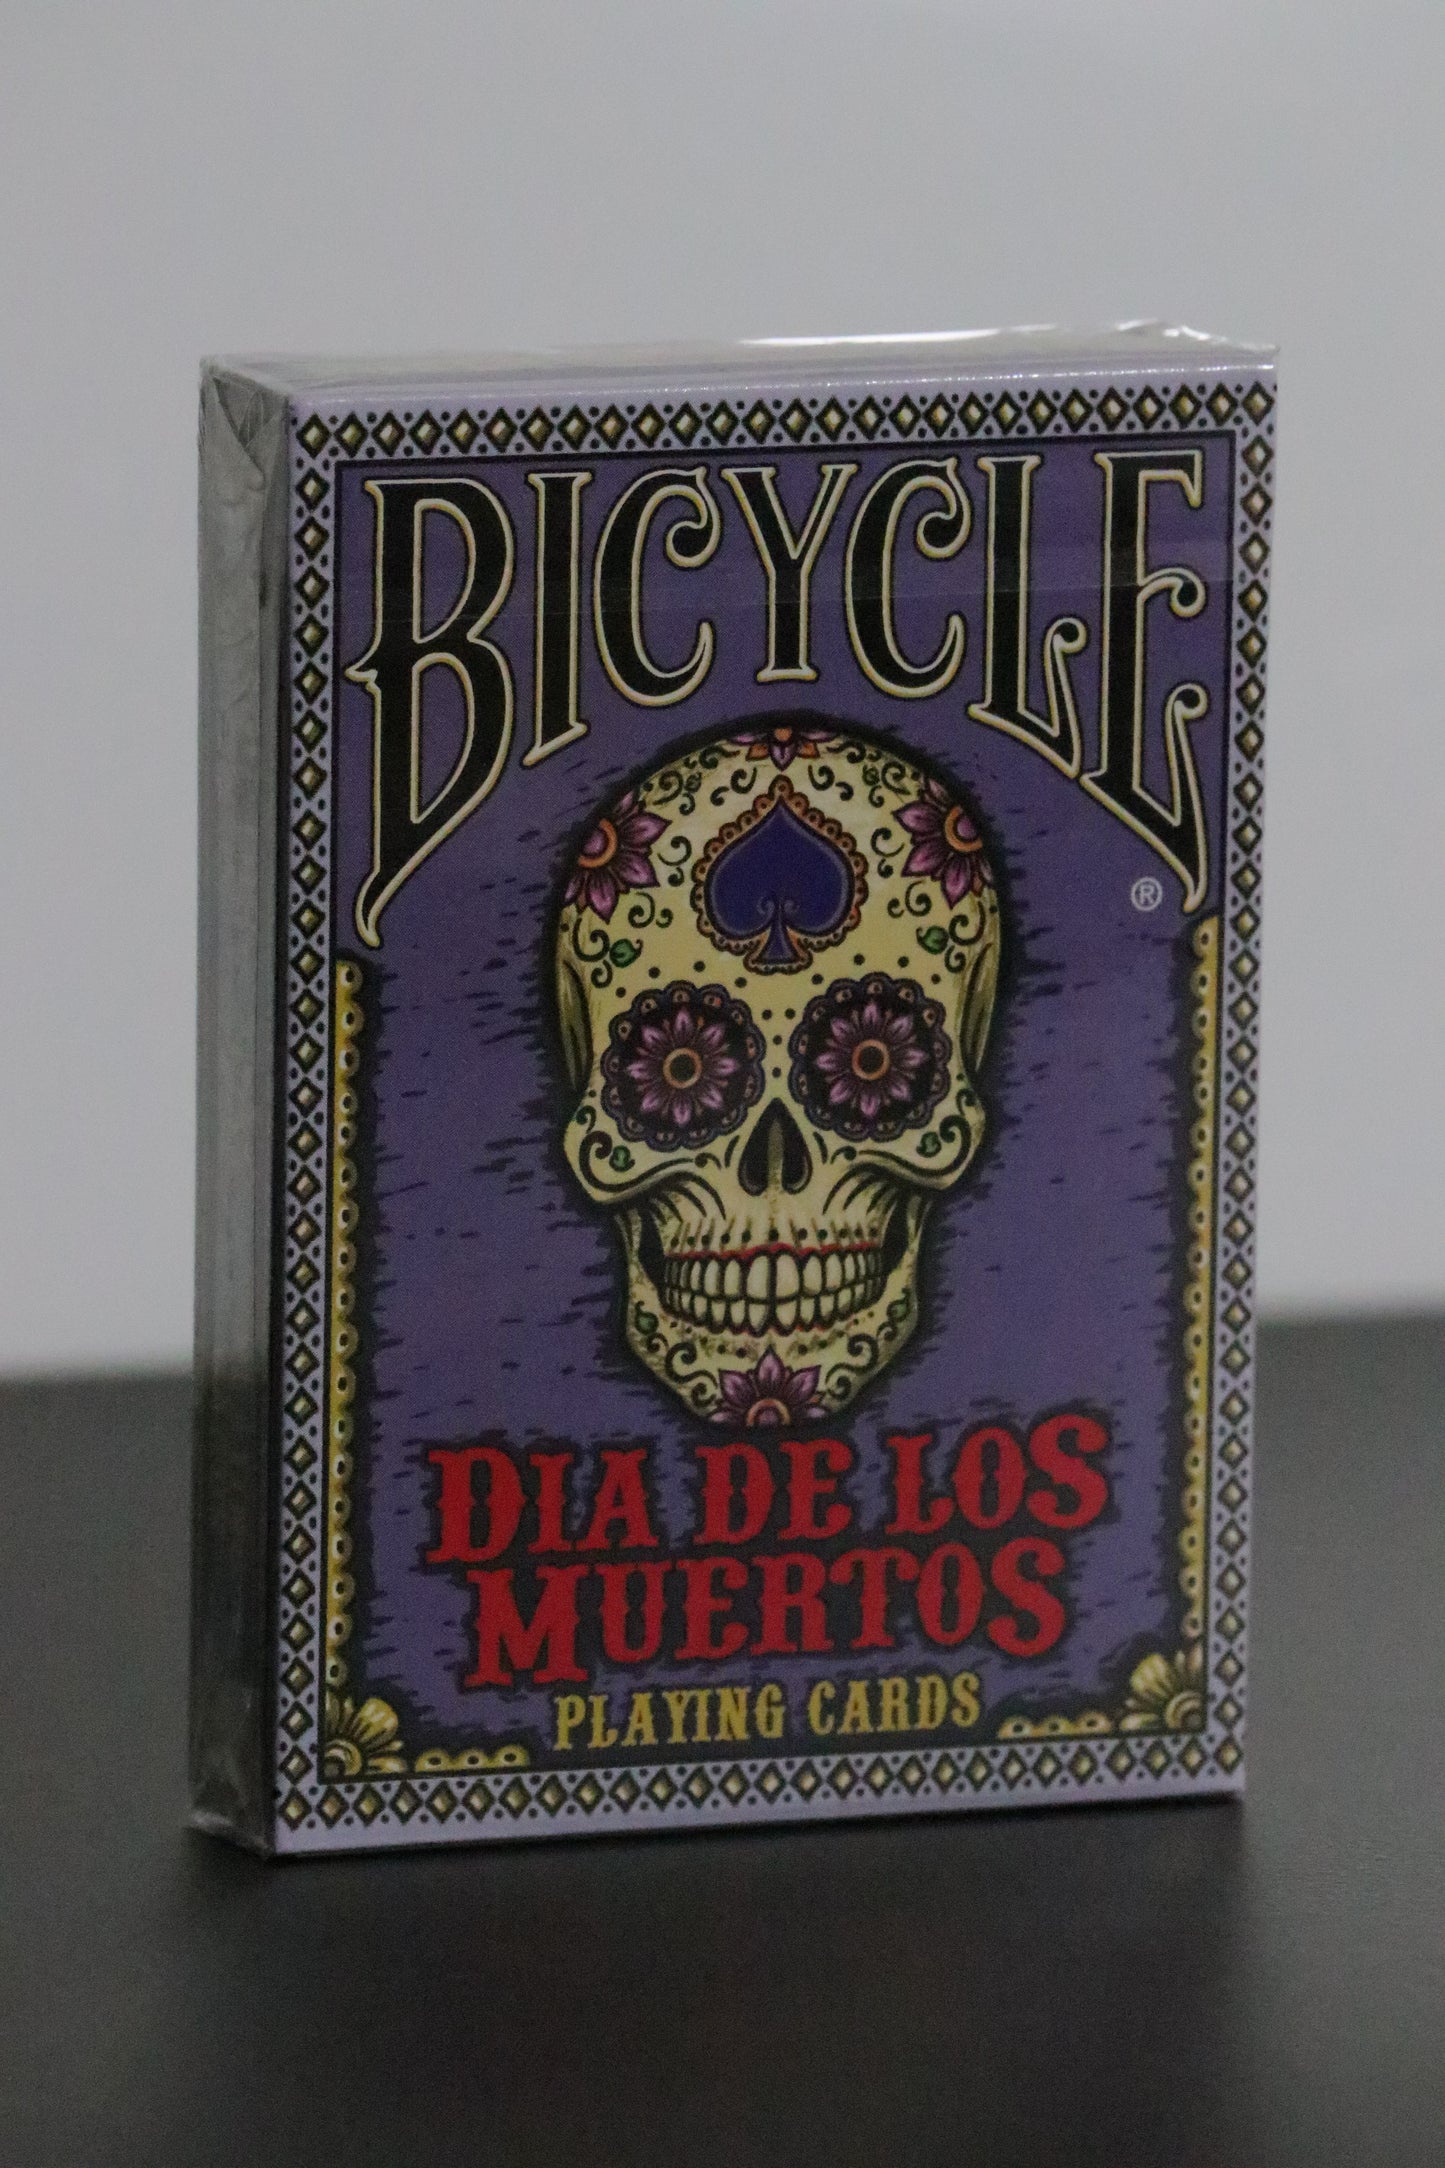 BICYCLE
®
DIA DE LOS
MUERTOS
PLAYING CARDS